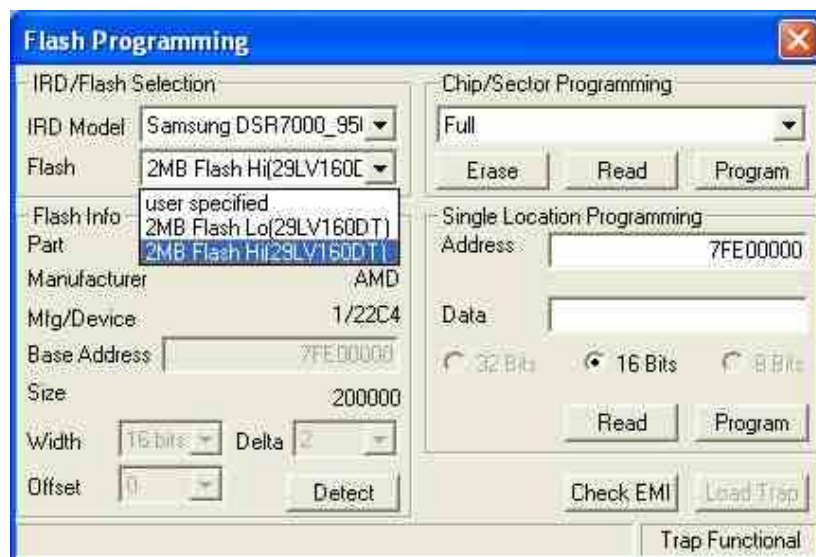 Flash Programming
IRD/Flash Selection
IRD Model Samsung DSR7000_95
Flash 2MB Flash Hi(29LV160D
user specified
2MB Flash Lo(29LV160DT)
2MB Flash Hi(29LV160DT)
Flash Info
Part
Manufacturer AMD
Mfg/Device 1/22C4
Base Address 7FE00000
Size 200000
Width 16 bits Delta 2
Offset 0 Detect
Chip/Sector Programming
Full
Erase Read Program
Single Location Programming
Address 7FE00000
Data
32 Bits 16 Bits 8 Bits
Read Program
Check EMI Load Trap
Trap Functional